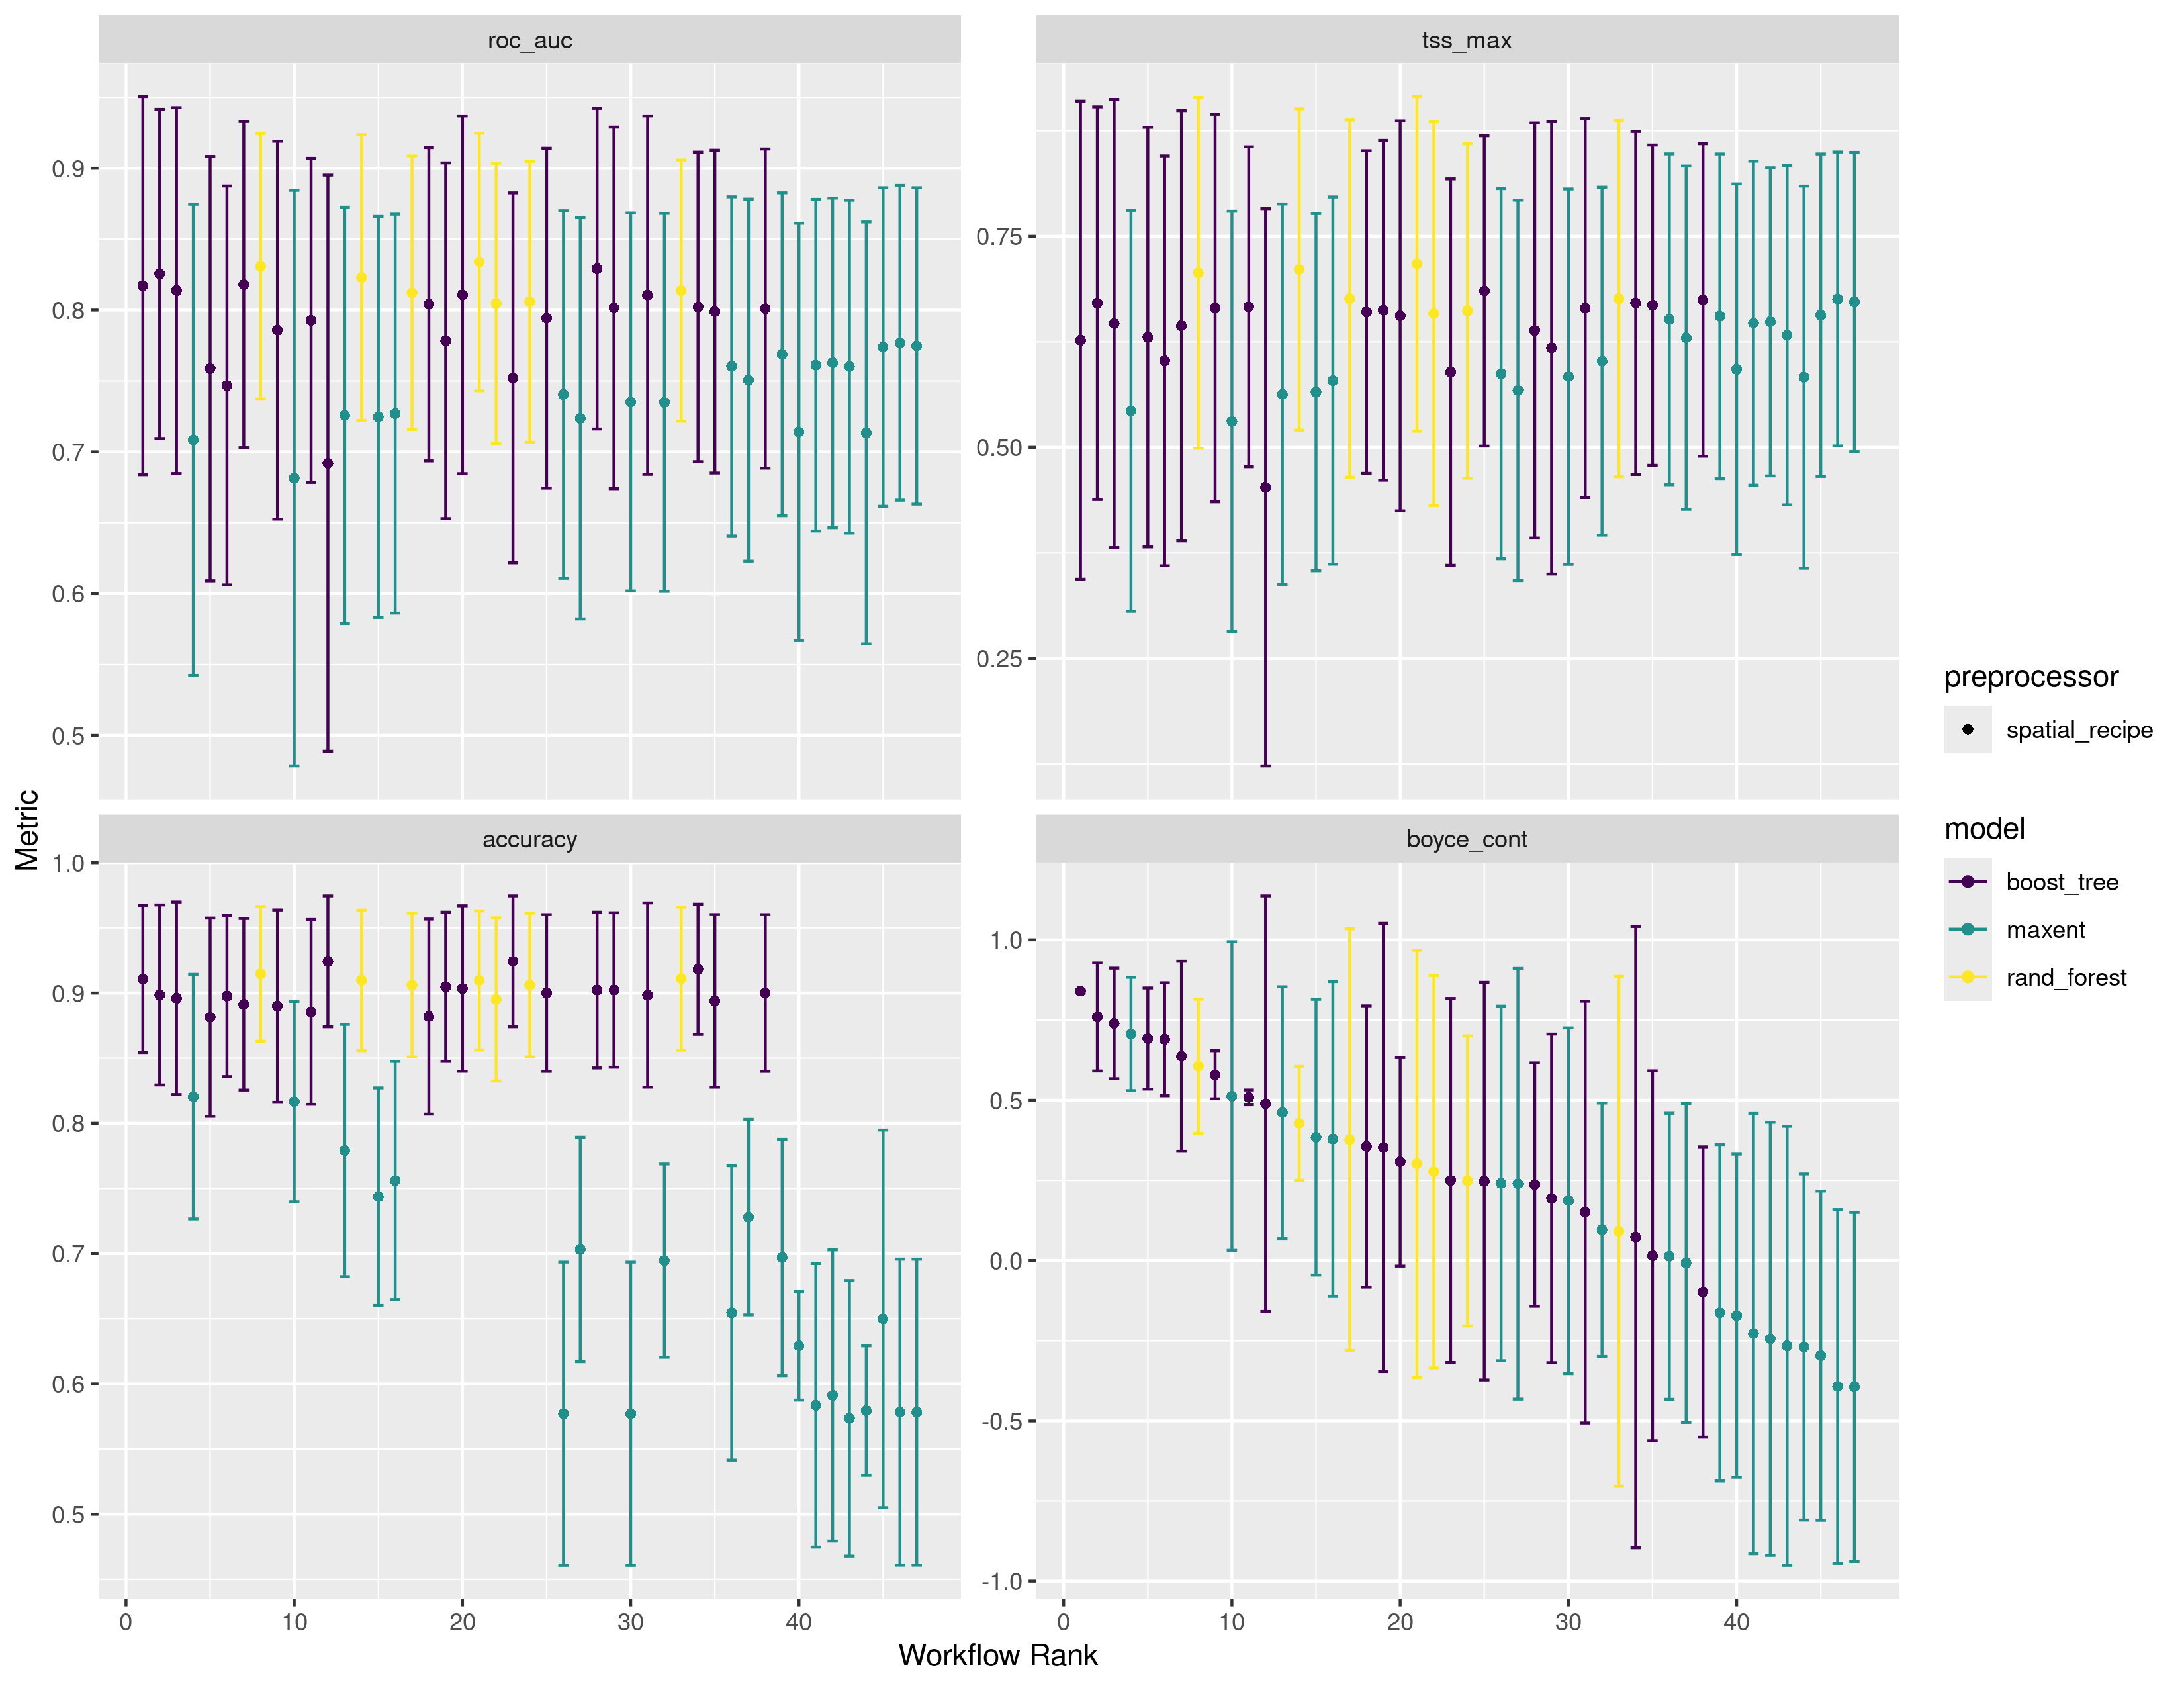 roc_auc
tss_max
0.9
0.8
0.7
0.6
0.5
0.75
0.50
0.25
accuracy
boyce_cont
1.0
0.9
0.8
0.7
0.6
0.5
1.0
0.5
0.0
-0.5
-1.0
0 10 20 30 40
0 10 20 30 40
Workflow Rank
Metric
preprocessor
spatial_recipe
model
boost_tree
maxent
rand_forest